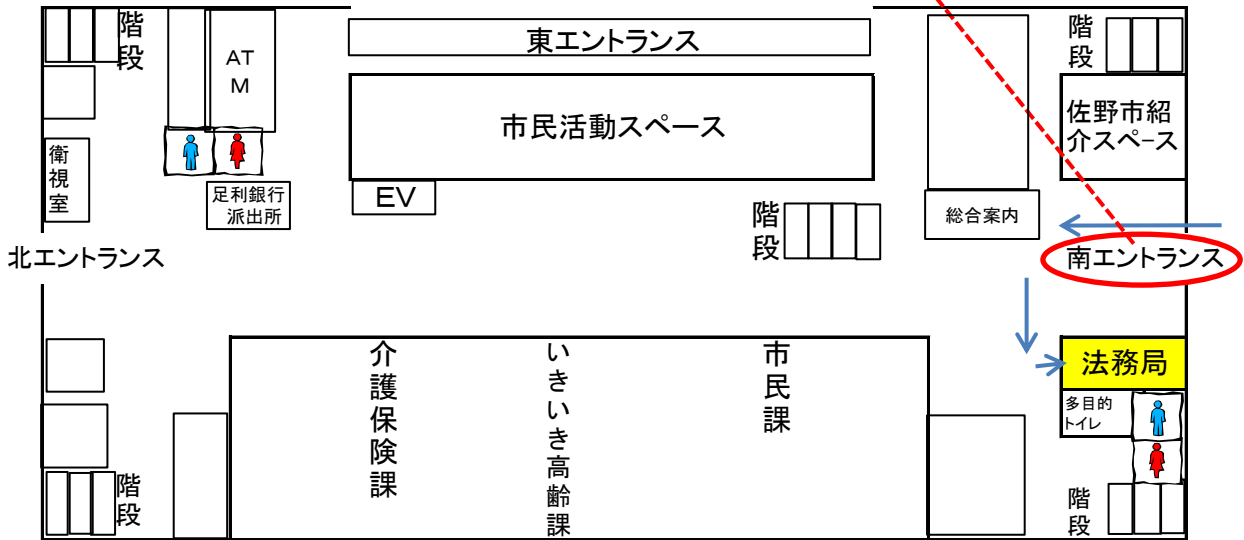 階
段
AT
M
東エントランス
階
段
市民活動スペース
佐野市紹
介スペース
衛
視
室
足利銀行
派出所
EV
階
段
総合案内
北エントランス
南エントランス
介護保険課
いきいき高齢課
市民課
法務局
多目的
トイレ
階
段
階
段